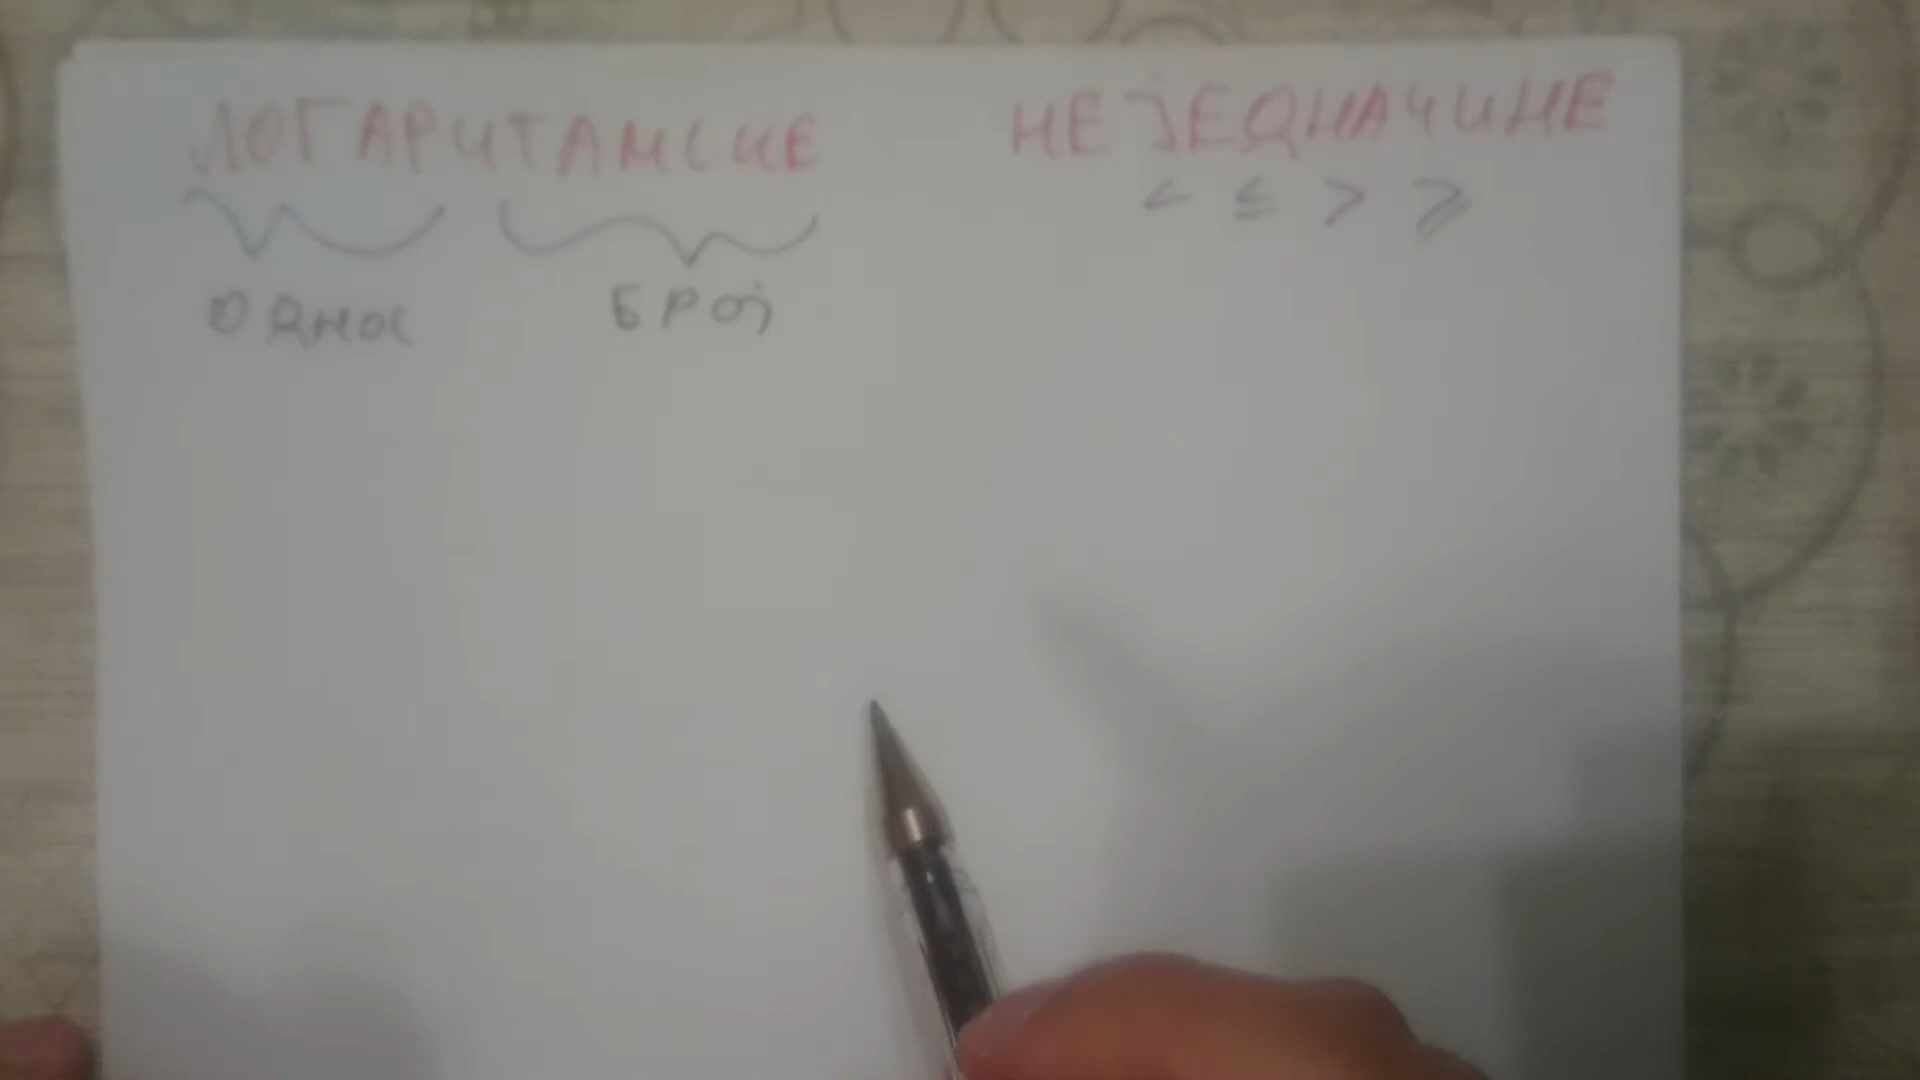 ЛОГАРИТАМСКЕ НЕЈЕДНАЧИНЕ
< ≤ > ≥
ОДНОС БРОЈ